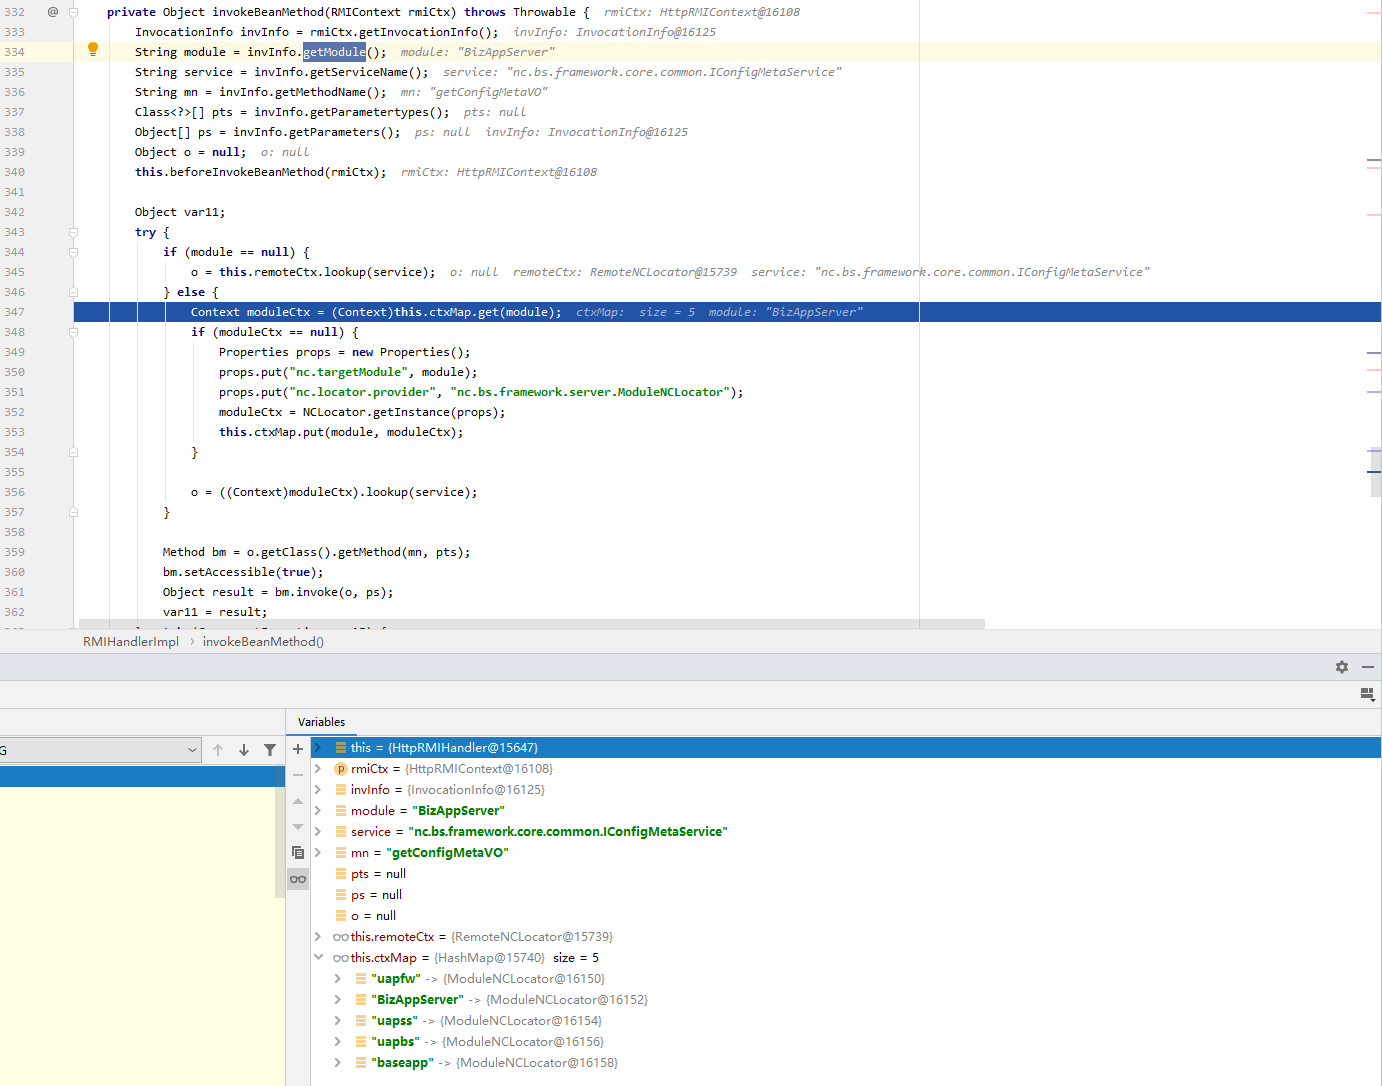 332 @ private Object invokeBeanMethod(RMIContext rmiCtx) throws Throwable { rmiCtx: HttpRMIContext@16108
333 InvocationInfo invInfo = rmiCtx.getInvocationInfo(); invInfo: InvocationInfo@16125
334 String module = invInfo.getModule(); module: "BizAppServer"
335 String service = invInfo.getServiceName(); service: "nc.bs.framework.core.common.IConfigMetaService"
336 String mn = invInfo.getMethodName(); mn: "getConfigMetaVO"
337 Class<?>[] pts = invInfo.getParametertypes(); pts: null
338 Object[] ps = invInfo.getParameters(); ps: null invInfo: InvocationInfo@16125
339 Object o = null; o: null
340 this.beforeInvokeBeanMethod(rmiCtx); rmiCtx: HttpRMIContext@16108
341
342 Object var11;
343 try {
344 if (module == null) {
345 o = this.remoteCtx.lookup(service); o: null remoteCtx: RemoteNCLocator@15739 service: "nc.bs.framework.core.common.IConfigMetaService"
346 } else {
347 Context moduleCtx = (Context)this.ctxMap.get(module); ctxMap: size = 5 module: "BizAppServer"
348 if (moduleCtx == null) {
349 Properties props = new Properties();
350 props.put("nc.targetModule", module);
351 props.put("nc.locator.provider", "nc.bs.framework.server.ModuleNCLocator");
352 moduleCtx = NCLocator.getInstance(props);
353 this.ctxMap.put(module, moduleCtx);
354 }
355
356 o = ((Context)moduleCtx).lookup(service);
357 }
358
359 Method bm = o.getClass().getMethod(mn, pts);
360 bm.setAccessible(true);
361 Object result = bm.invoke(o, ps);
362 var11 = result;
RMIHandlerImpl › invokeBeanMethod()
Variables
G
this = {HttpRMIHandler@15647}
p rmiCtx = {HttpRMIContext@16108}
invInfo = {InvocationInfo@16125}
module = "BizAppServer"
service = "nc.bs.framework.core.common.IConfigMetaService"
mn = "getConfigMetaVO"
pts = null
ps = null
o = null
this.remoteCtx = {RemoteNCLocator@15739}
this.ctxMap = {HashMap@15740} size = 5
"uapfw" -> {ModuleNCLocator@16150}
"BizAppServer" -> {ModuleNCLocator@16152}
"uapss" -> {ModuleNCLocator@16154}
"uapbs" -> {ModuleNCLocator@16156}
"baseapp" -> {ModuleNCLocator@16158}